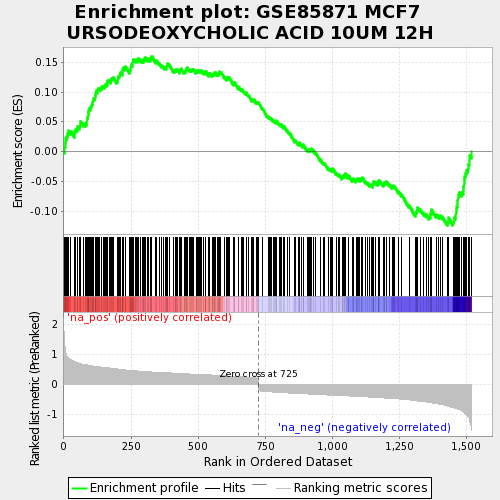 Enrichment plot: GSE85871 MCF7
URSODEOXYCHOLIC ACID 10UM 12H
Enrichment score (ES)
0.15
0.10
0.05
0.00
-0.05
-0.10
'na_pos' (positively correlated)
Ranked list metric (PreRanked)
2
1
0
-1
Zero cross at 725
'na_neg' (negatively correlated)
0
250
500
750
1,000
1,250
1,500
Rank in Ordered Dataset
Enrichment profile
Hits
Ranking metric scores